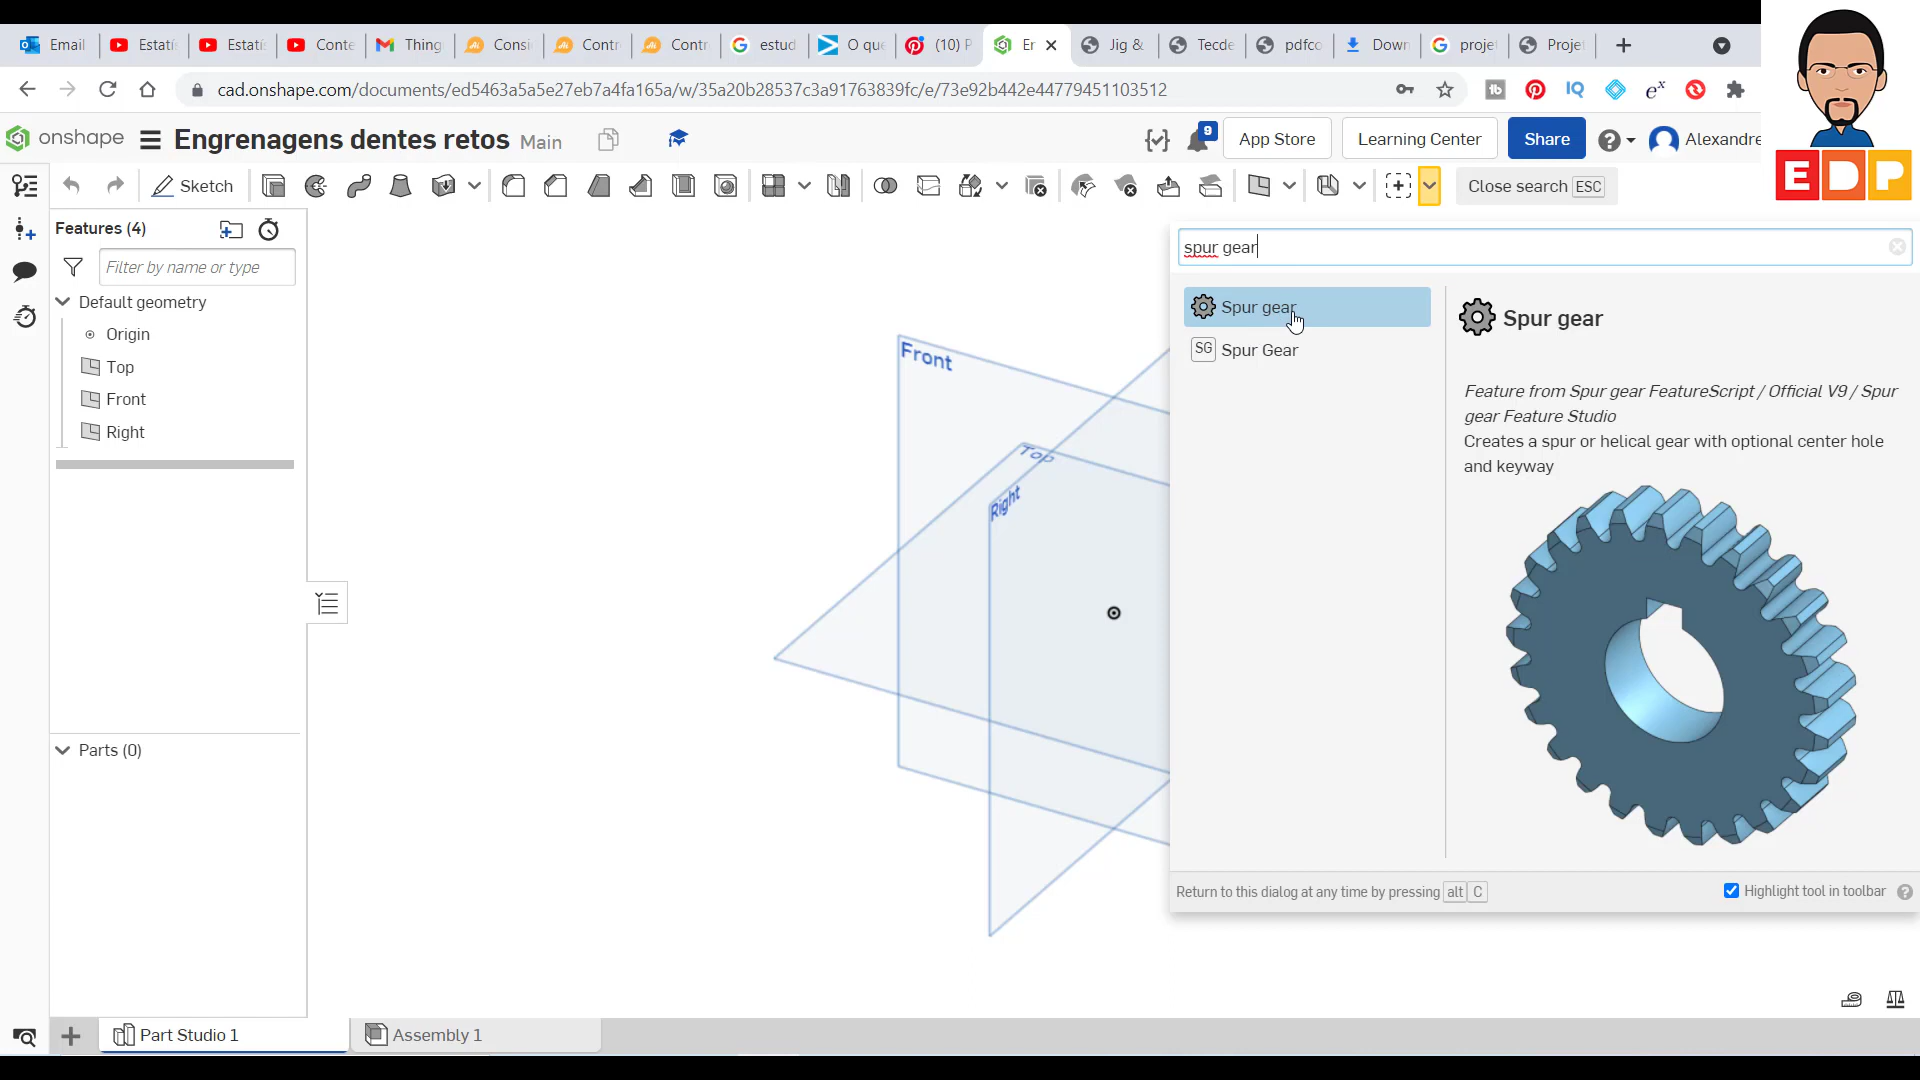 Email
Estatí
Estatí
Conte
Thing
Consi
Contr
Contr
estud
O que
(10) P
Er
Jig &
Tecde
pdfco
Down
proje
Proje
cad.onshape.com/documents/ed5463a5a5e27eb7a4fa165a/w/35a20b28537c3a91763839fc/e/73e92b442e44779451103512
onshape
Engrenagens dentes retos Main
9
App Store
Learning Center
Share
Alexandre
EDP
Sketch
Close search ESC
Features (4)
Filter by name or type
Default geometry
Origin
Top
Front
Right
Parts (0)
Front
Top
Right
spur gear
Spur gear
SG Spur Gear
Spur gear
Feature from Spur gear FeatureScript / Official V9 / Spur
gear Feature Studio
Creates a spur or helical gear with optional center hole
and keyway
Return to this dialog at any time by pressing alt C
Highlight tool in toolbar
Part Studio 1
Assembly 1